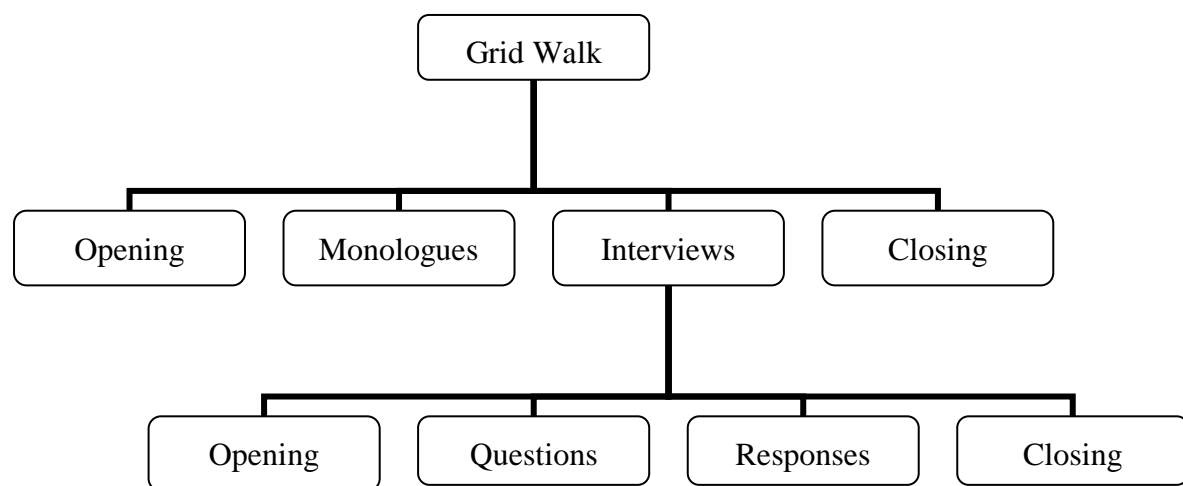 Grid Walk
Opening
Monologues
Interviews
Closing
Opening
Questions
Responses
Closing